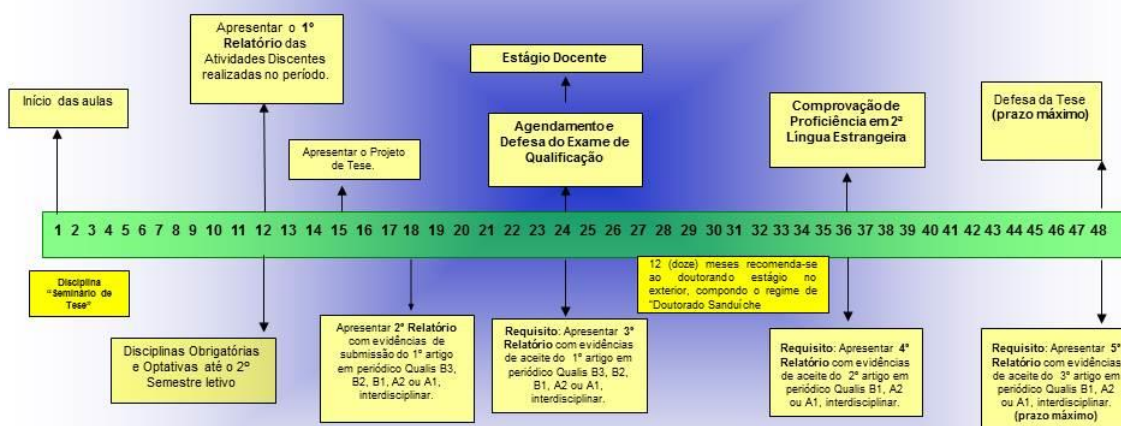 Apresentar o 1º
Relatório das
Atividades Discentes
realizadas no período.
Estágio Docente
Início das aulas
Comprovação de
Proficiência em 2ª
Língua Estrangeira
Defesa da Tese
(prazo máximo)
Agendamento e
Defesa do Exame de
Qualificação
Apresentar o Projeto
de Tese.
1 2 3 4 5 6 7 8 9 10 11 12 13 14 15 16 17 18 19 20 21 22 23 24 25 26 27 28 29 30 31 32 33 34 35 36 37 38 39 40 41 42 43 44 45 46 47 48
Disciplina
"Seminário de
Tese"
12 (doze) meses recomenda-se
ao doutorando estágio no
exterior, compondo o regime de
"Doutorado Sanduíche
Disciplinas Obrigatórias
e Optativas até o 2º
Semestre letivo
Apresentar 2º Relatório
com evidências de
submissão do 1º artigo
em periódico Qualis B3,
B2, B1, A2 ou A1,
interdisciplinar.
Requisito: Apresentar 3º
Relatório com evidências
de aceite do 1º artigo em
periódico Qualis B3, B2,
B1, A2 ou A1,
interdisciplinar.
Requisito: Apresentar 4º
Relatório com evidências
de aceite do 2º artigo em
periódico Qualis B1, A2
ou A1, interdisciplinar.
Requisito: Apresentar 5º
Relatório com evidências
de aceite do 3º artigo em
periódico Qualis B1, A2
ou A1, interdisciplinar.
(prazo máximo)